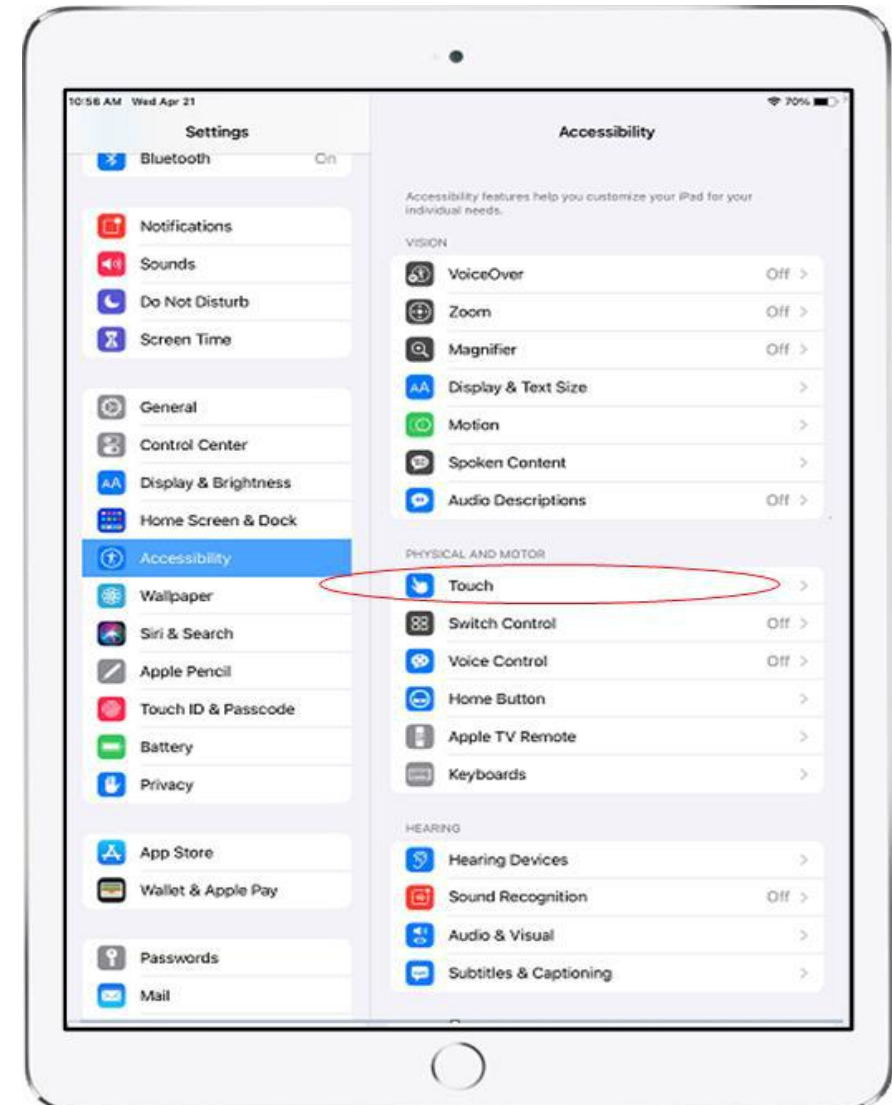 10:56 AM Wed Apr 21
70%
Settings
Bluetooth On
Notifications
Sounds
Do Not Disturb
Screen Time
General
Control Center
AA Display & Brightness
Home Screen & Dock
Accessibility
Wallpaper
Siri & Search
Apple Pencil
Touch ID & Passcode
Battery
Privacy
App Store
Wallet & Apple Pay
Passwords
Mail
Accessibility
Accessibility features help you customize your iPad for your
individual needs.
VISION
VoiceOver Off
Zoom Off
Magnifier Off
AA Display & Text Size
Motion
Spoken Content
Audio Descriptions Off
PHYSICAL AND MOTOR
Touch
Switch Control Off
Voice Control Off
Home Button
Apple TV Remote
Keyboards
HEARING
Hearing Devices
Sound Recognition Off
Audio & Visual
Subtitles & Captioning